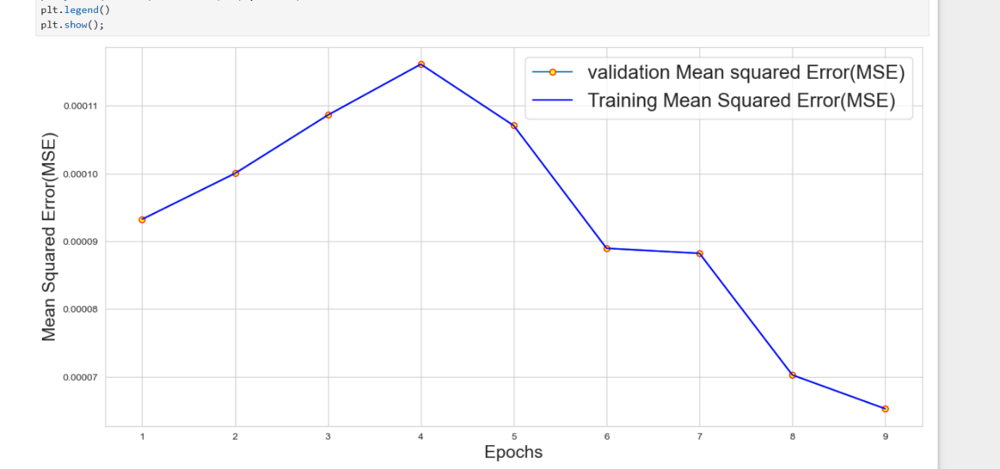 plt.legend()
plt.show();
validation Mean squared Error(MSE)
Training Mean Squared Error(MSE)
Mean Squared Error(MSE)
0.00011
0.00010
0.00009
0.00008
0.00007
1 2 3 4 5 6 7 8 9
Epochs